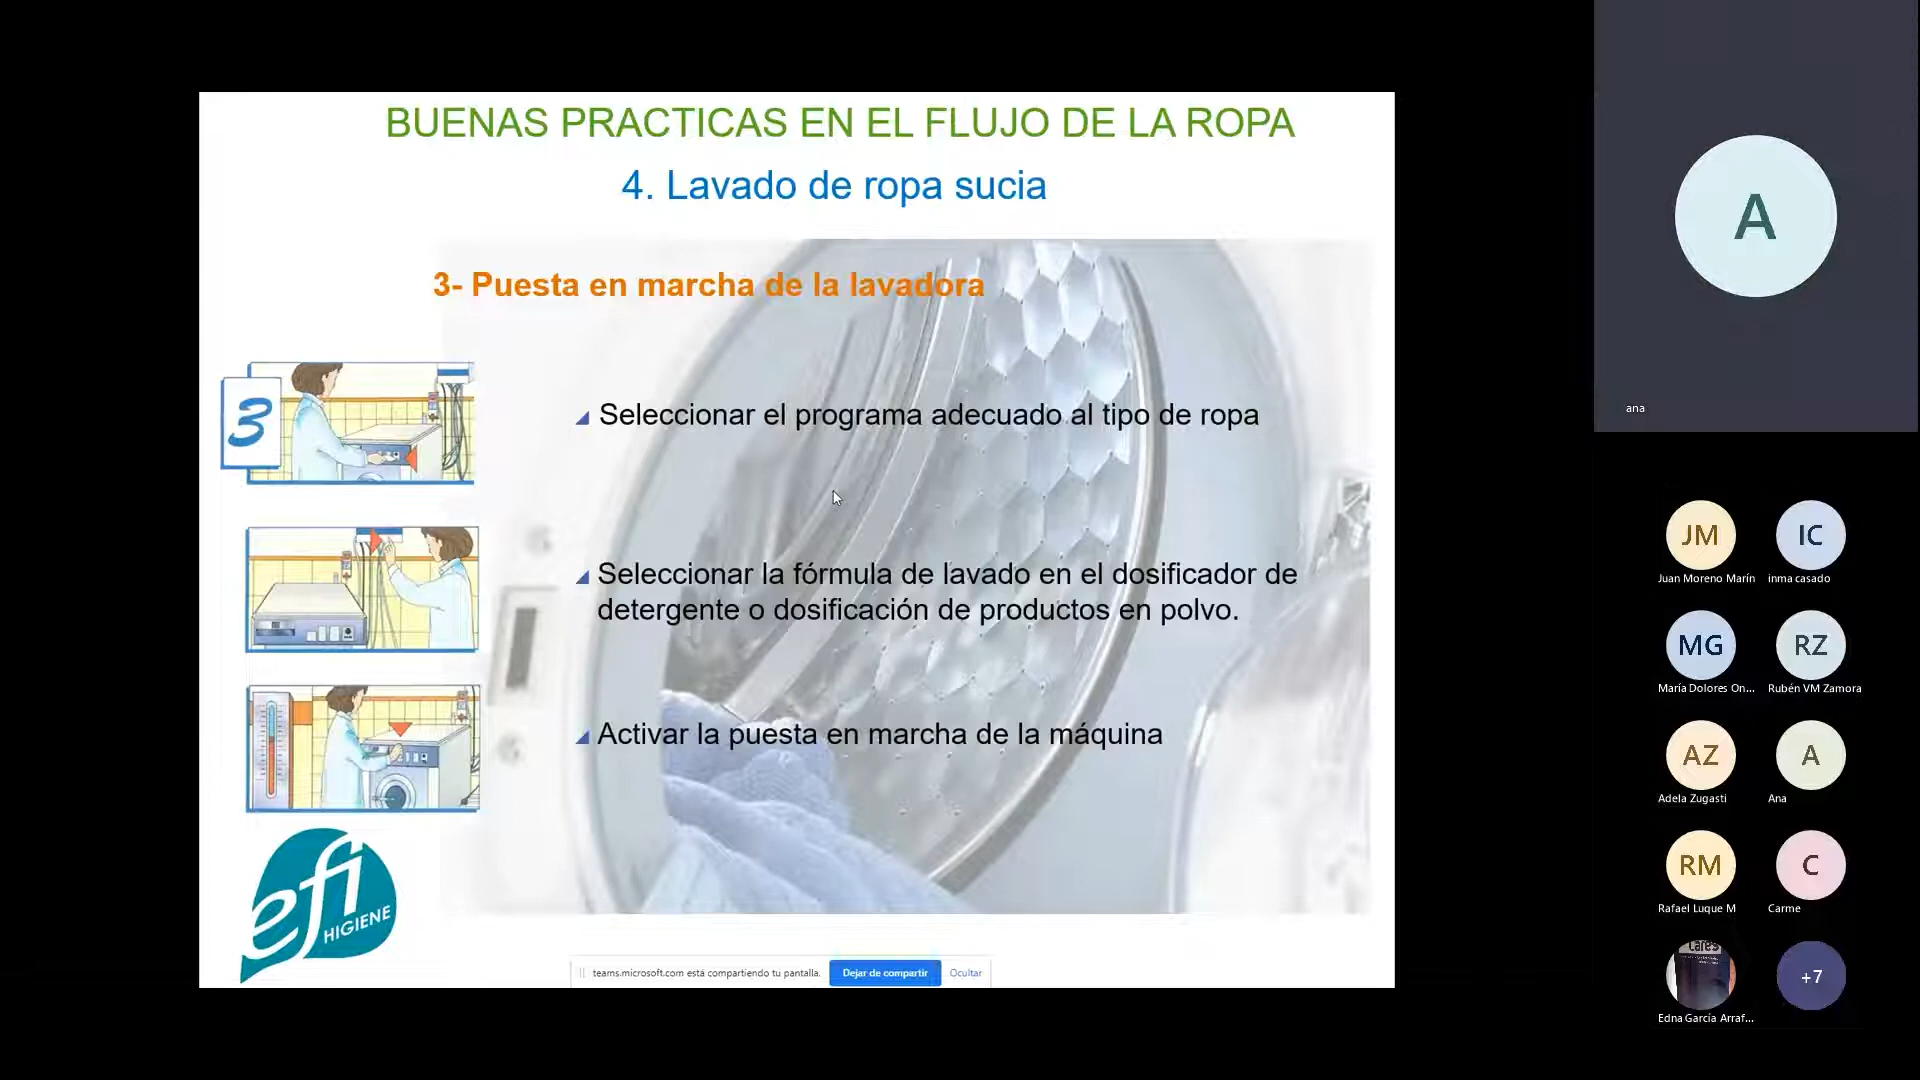 BUENAS PRACTICAS EN EL FLUJO DE LA ROPA
4. Lavado de ropa sucia
3- Puesta en marcha de la lavadora
3
Seleccionar el programa adecuado al tipo de ropa
Seleccionar la fórmula de lavado en el dosificador de
detergente o dosificación de productos en polvo.
Activar la puesta en marcha de la máquina
efi
HIGIENE
teams.microsoft.com está compartiendo tu pantalla.
Dejar de compartir
Ocultar
A
ana
JM
IC
Juan Moreno Marín
inma casado
MG
RZ
María Dolores On...
Rubén VM Zamora
AZ
A
Adela Zugasti
Ana
RM
C
Rafael Luque M
Carme
+7
Edna García Arraf...